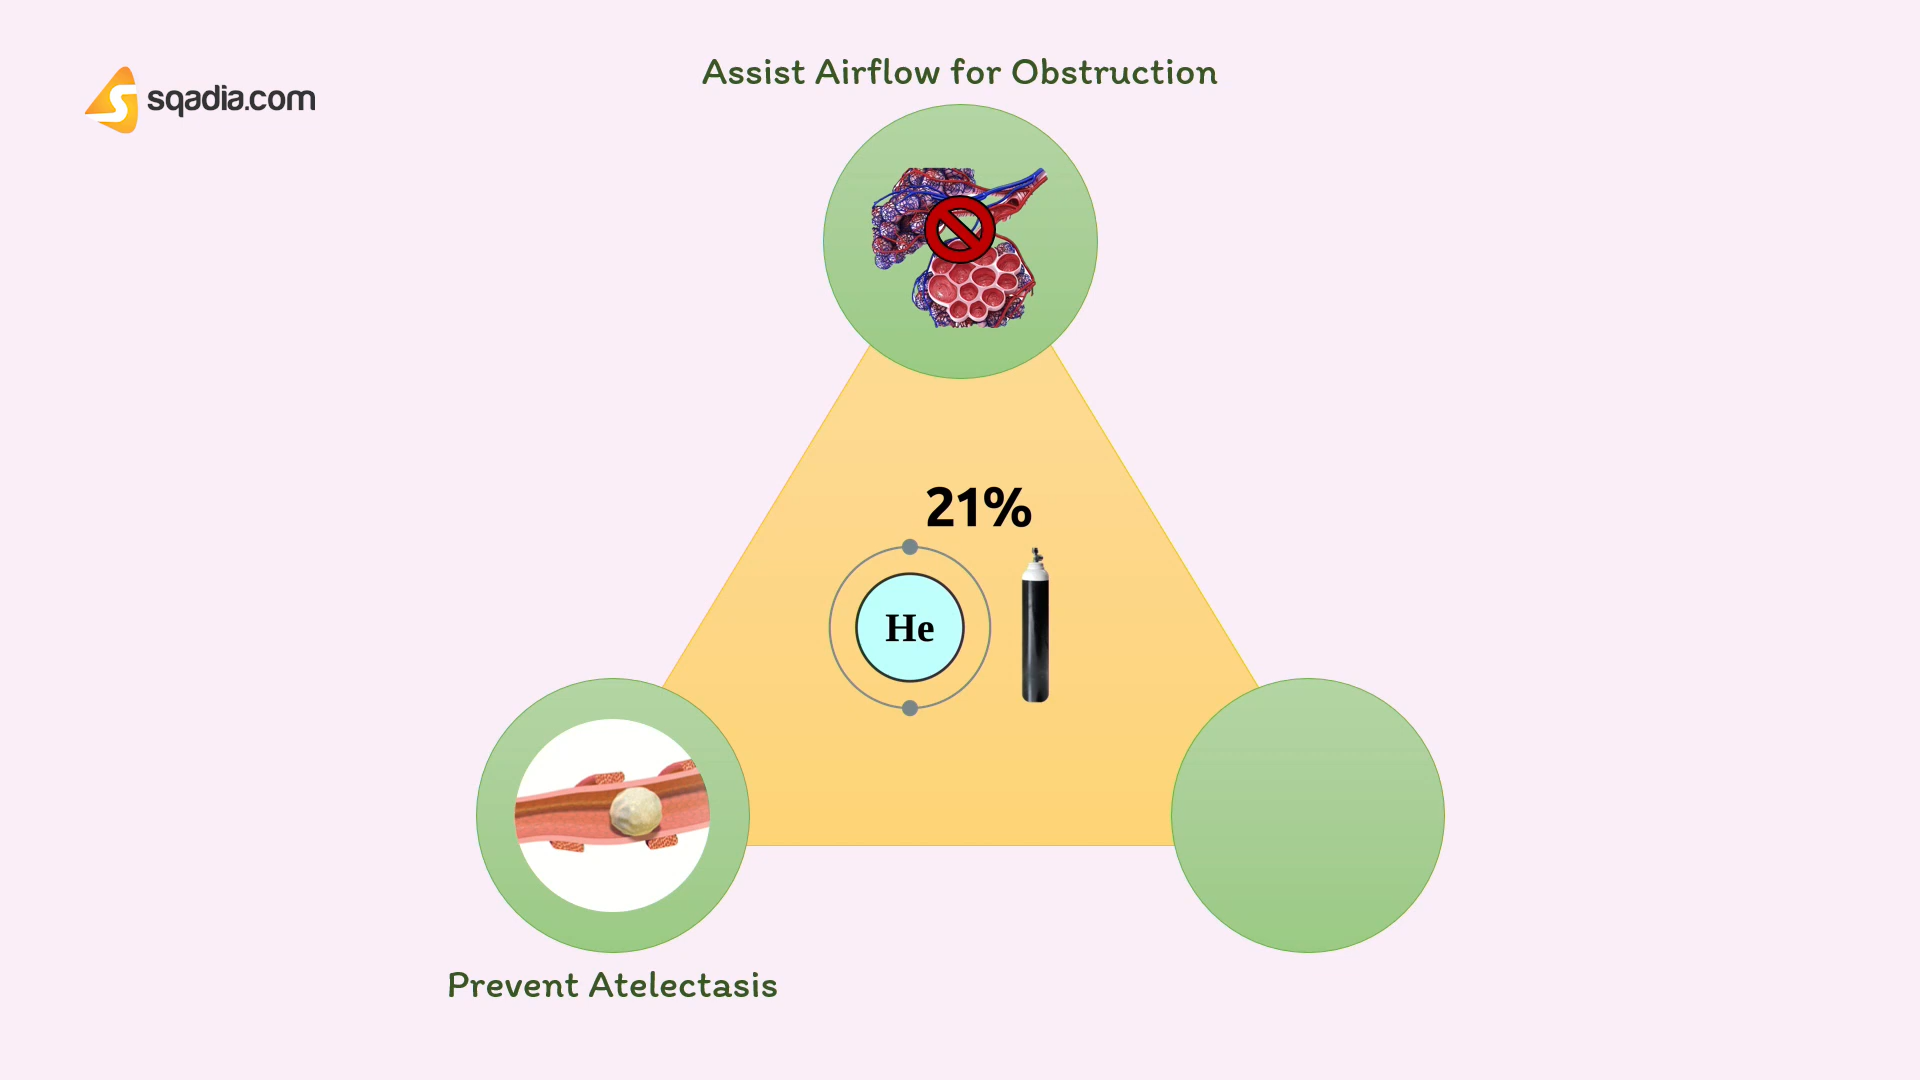 sqadia.com
Assist Airflow for Obstruction
21%
He
Prevent Atelectasis